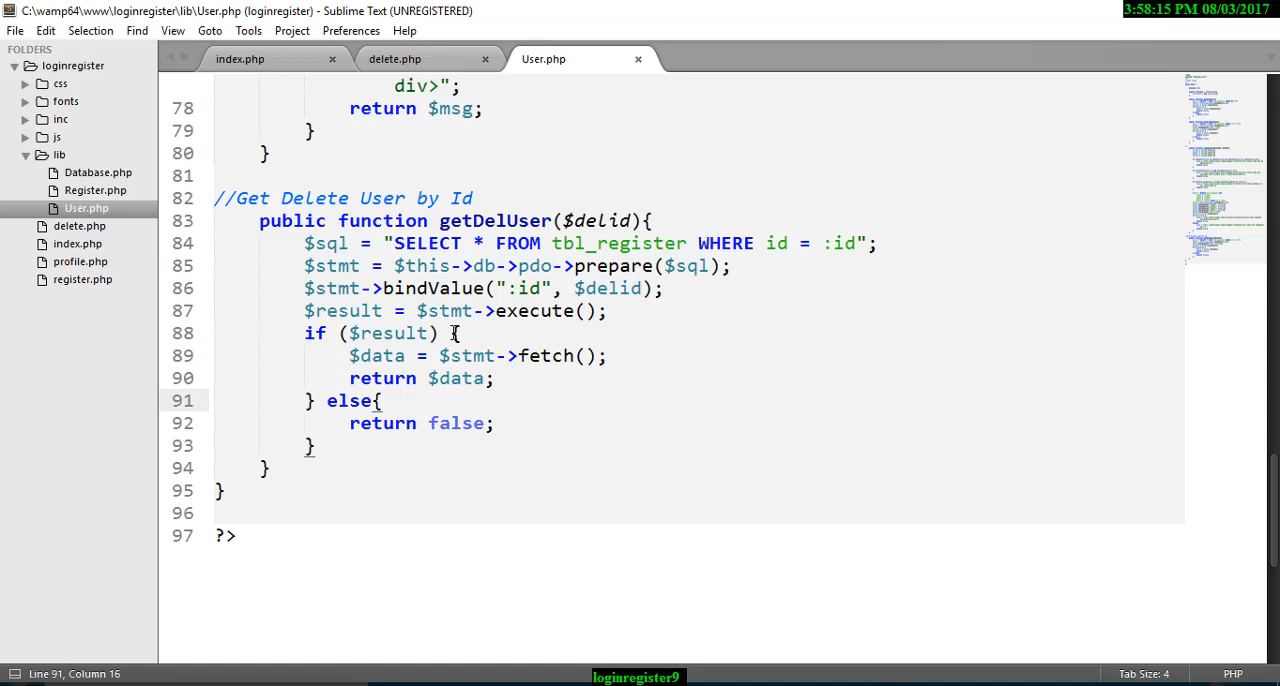 C:\wamp64\www\loginregister\lib\User.php (loginregister) - Sublime Text (UNREGISTERED)
3:58:15 PM 08/03/2017
File Edit Selection Find View Goto Tools Project Preferences Help
FOLDERS
loginregister
css
fonts
inc
js
lib
Database.php
Register.php
User.php
delete.php
index.php
profile.php
register.php
index.php × delete.php × User.php ×
div>";
78 return $msg;
79 }
80 }
81
82 //Get Delete User by Id
83 public function getDelUser($delid){
84 $sql = "SELECT * FROM tbl_register WHERE id = :id";
85 $stmt = $this->db->pdo->prepare($sql);
86 $stmt->bindValue(":id", $delid);
87 $result = $stmt->execute();
88 if ($result) {
89 $data = $stmt->fetch();
90 return $data;
91 } else{
92 return false;
93 }
94 }
95 }
96
97 ?>
Line 91, Column 16
loginregister9
Tab Size: 4
PHP